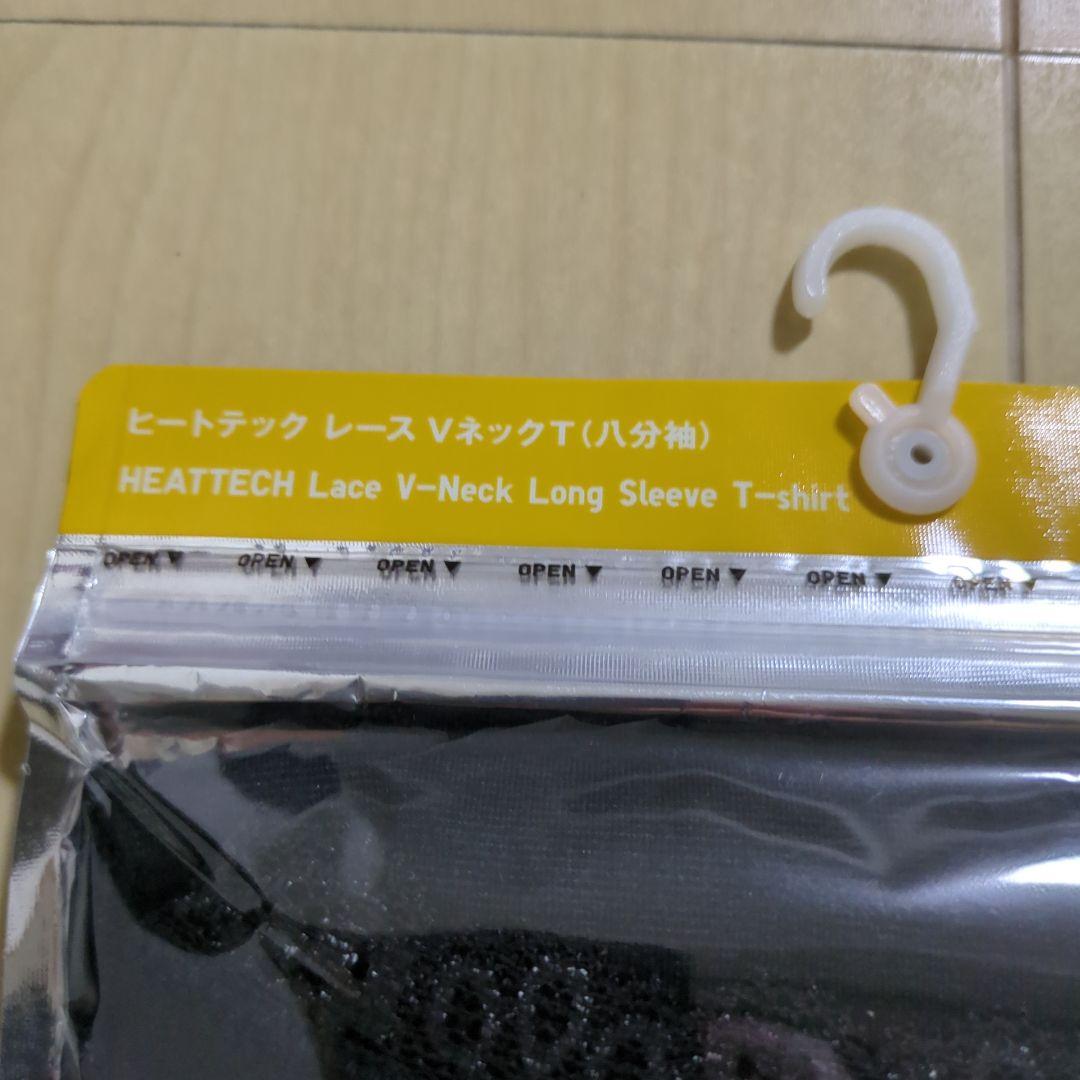 ヒートテック レース VネックT(八分袖)
HEATTECH Lace V-Neck Long Sleeve T-shirt
OPEN▼ OPEN▼ OPEN▼ OPEN▼ OPEN▼ OPEN▼ OPEN▼